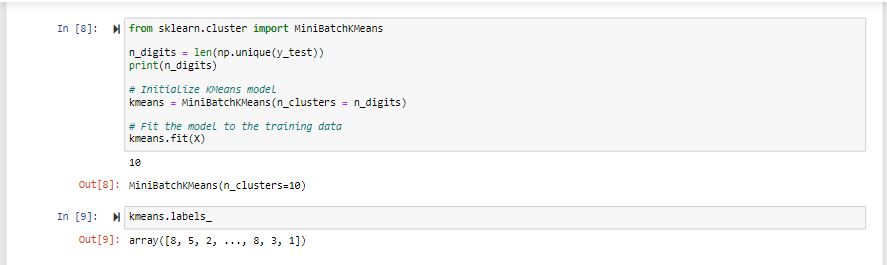 In [8]:
from sklearn.cluster import MiniBatchKMeans
n_digits = len(np.unique(y_test))
print(n_digits)
# Initialize KMeans model
kmeans = MiniBatchKMeans(n_clusters = n_digits)
# Fit the model to the training data
kmeans.fit(X)
10
Out[8]: MiniBatchKMeans(n_clusters=10)
In [9]: kmeans.labels_
Out[9]: array([8, 5, 2, ..., 8, 3, 1])